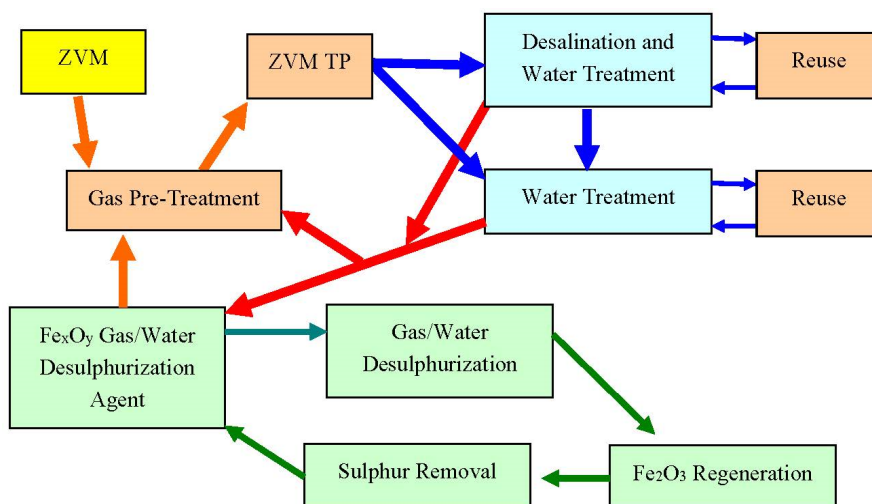 ZVM
ZVM TP
Desalination and
Water Treatment
Reuse
Gas Pre-Treatment
Water Treatment
Reuse
FexOy Gas/Water
Desulphurization
Agent
Gas/Water
Desulphurization
Sulphur Removal
Fe2O3 Regeneration